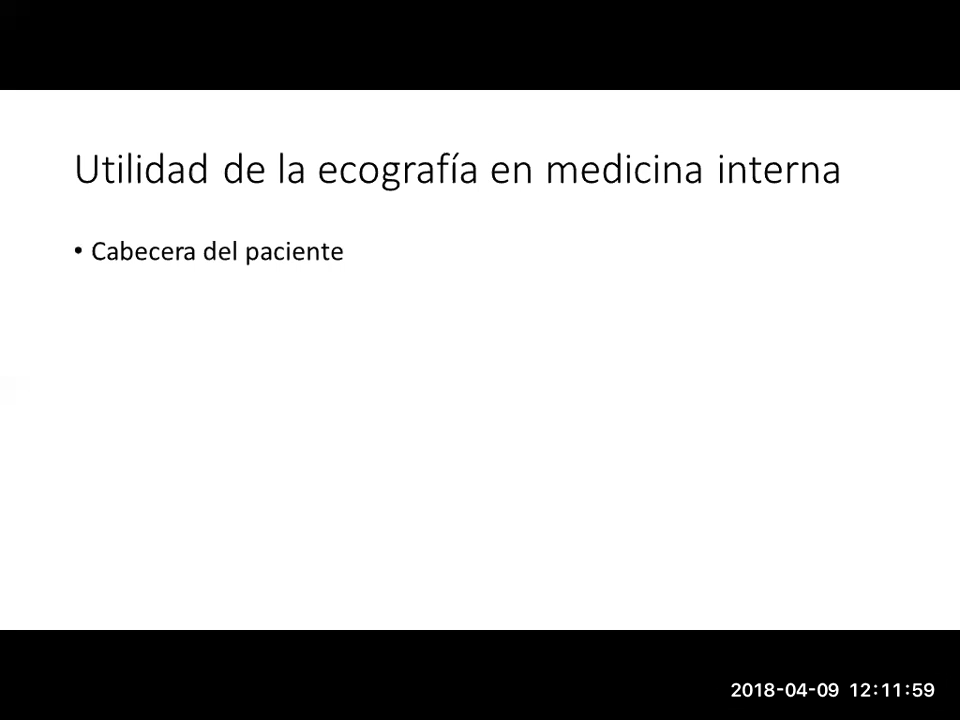 Utilidad de la ecografía en medicina interna
• Cabecera del paciente
2018-04-09 12:11:59